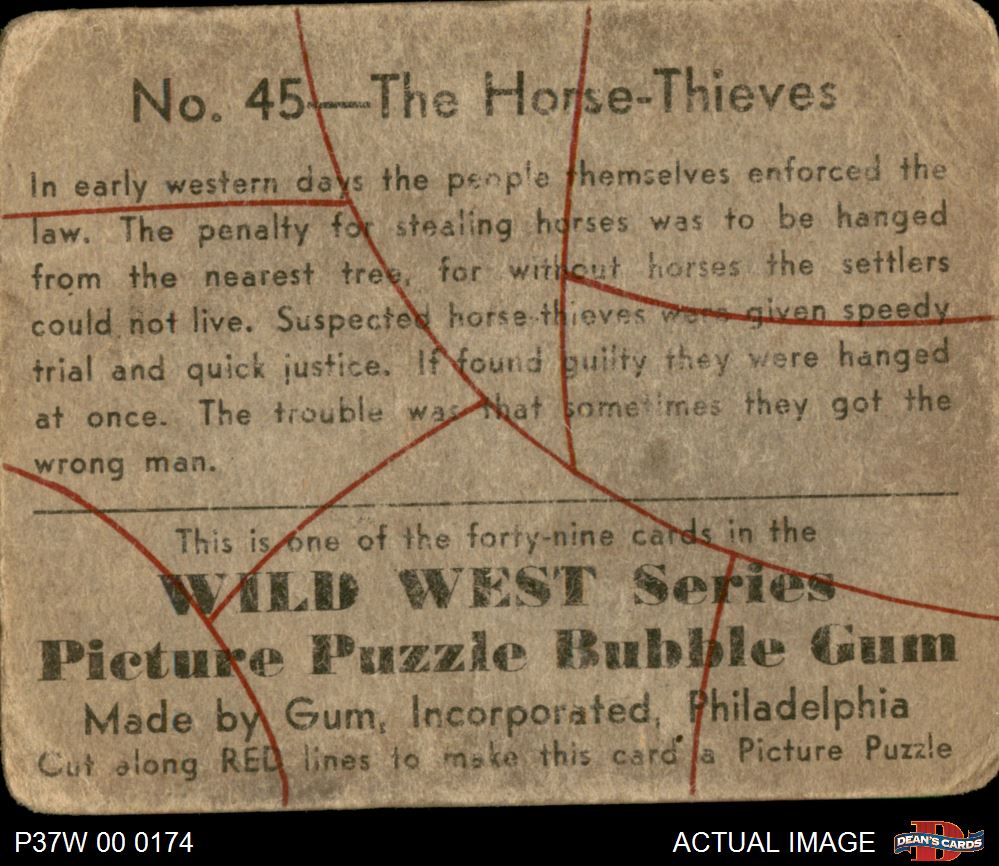 No. 45—The Horse-Thieves
In early western days the people themselves enforced the
law. The penalty for stealing horses was to be hanged
from the nearest tree, for without horses the settlers
could not live. Suspected horse-thieves were given speedy
trial and quick justice. If found guilty they were hanged
at once. The trouble was that sometimes they got the
wrong man.
This is one of the forty-nine cards in the
WILD WEST Series
Picture Puzzle Bubble Gum
Made by Gum, Incorporated, Philadelphia
Cut along RED lines to make this card a Picture Puzzle
P37W 00 0174
ACTUAL IMAGE
D
DEAN'S CARDS